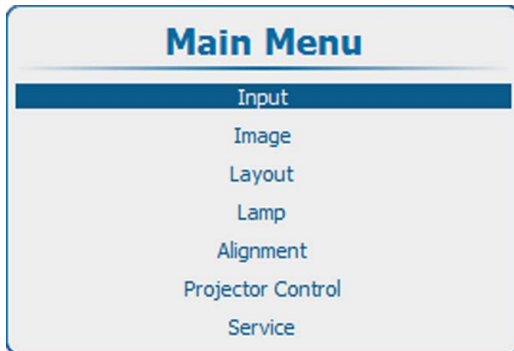 Main Menu
Input
Image
Layout
Lamp
Alignment
Projector Control
Service